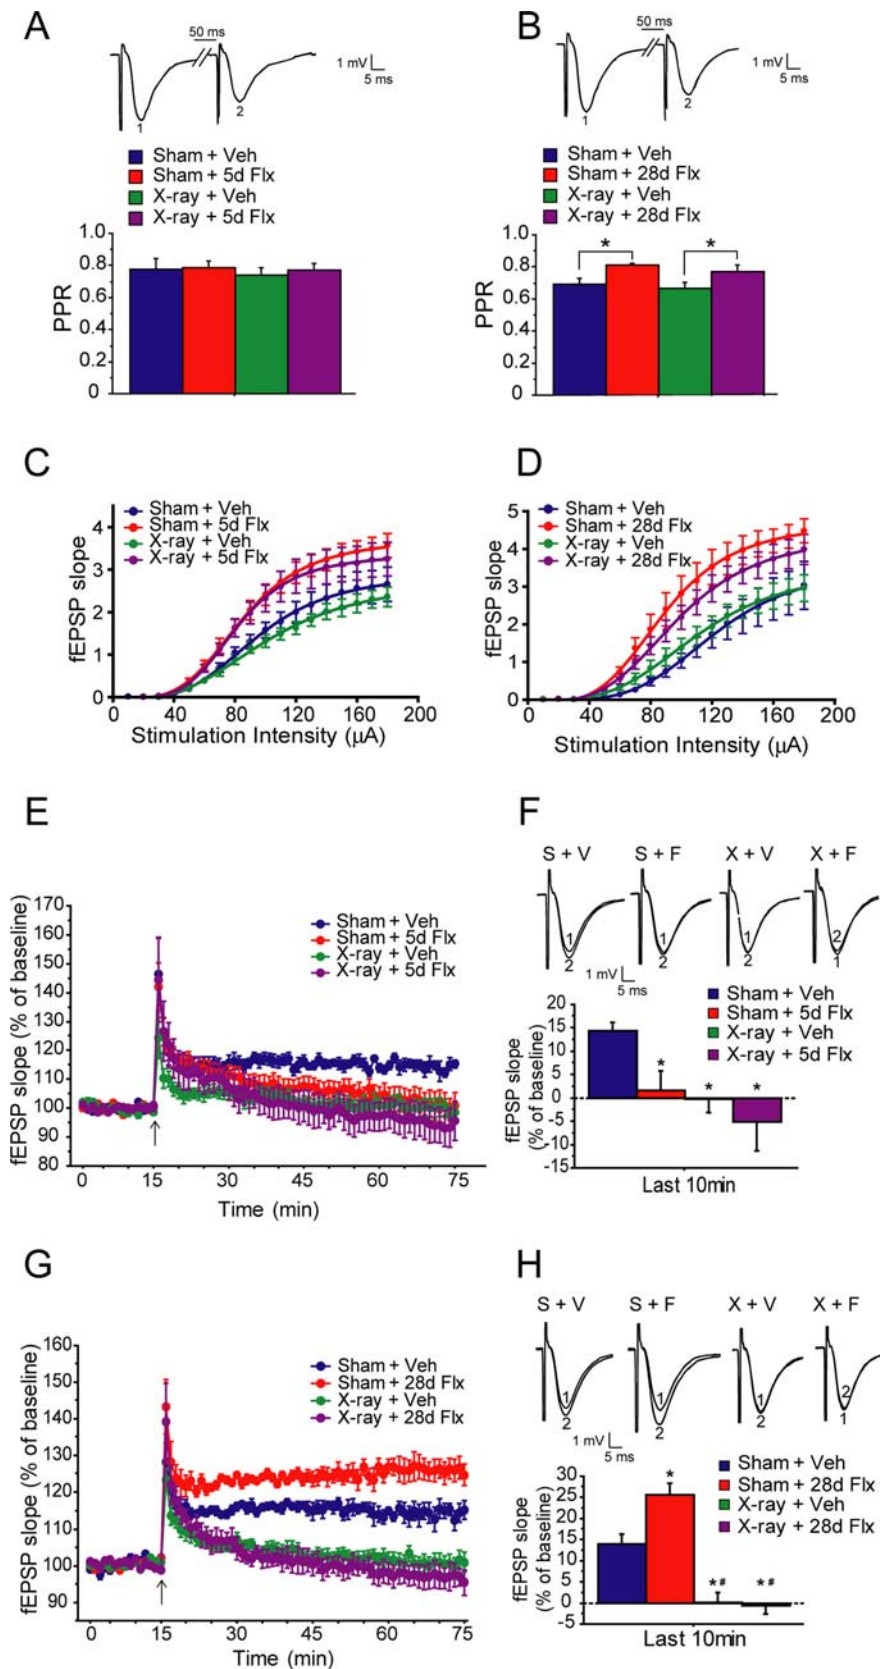 A
50 ms
1 mV
5 ms
1
2
Sham + Veh
Sham + 5d Flx
X-ray + Veh
X-ray + 5d Flx
PPR
1.0
0.8
0.6
0.4
0.2
0
B
50 ms
1 mV
5 ms
1
2
Sham + Veh
Sham + 28d Flx
X-ray + Veh
X-ray + 28d Flx
PPR
1.0
0.8
0.6
0.4
0.2
0
* *
C
Sham + Veh
Sham + 5d Flx
X-ray + Veh
X-ray + 5d Flx
fEPSP slope
4
3
2
1
0
0 40 80 120 160 200
Stimulation Intensity (μA)
D
Sham + Veh
Sham + 28d Flx
X-ray + Veh
X-ray + 28d Flx
fEPSP slope
5
4
3
2
1
0
0 40 80 120 160 200
Stimulation Intensity (μA)
E
fEPSP slope (% of baseline)
170
160
150
140
130
120
110
100
90
80
Sham + Veh
Sham + 5d Flx
X-ray + Veh
X-ray + 5d Flx
0 15 30 45 60 75
Time (min)
F
S + V S + F X + V X + F
1 1 1 2
2 2 2 1
1 mV
5 ms
Sham + Veh
Sham + 5d Flx
X-ray + Veh
X-ray + 5d Flx
fEPSP slope
(% of baseline)
20
15
10
5
0
-5
-10
-15
* * *
Last 10min
G
fEPSP slope (% of baseline)
160
150
140
130
120
110
100
90
Sham + Veh
Sham + 28d Flx
X-ray + Veh
X-ray + 28d Flx
0 15 30 45 60 75
Time (min)
H
S + V S + F X + V X + F
1 1 1 2
2 2 2 1
1 mV
5 ms
Sham + Veh
Sham + 28d Flx
X-ray + Veh
X-ray + 28d Flx
fEPSP slope
(% of baseline)
30
25
20
15
10
5
0
-5
* *# *#
Last 10min